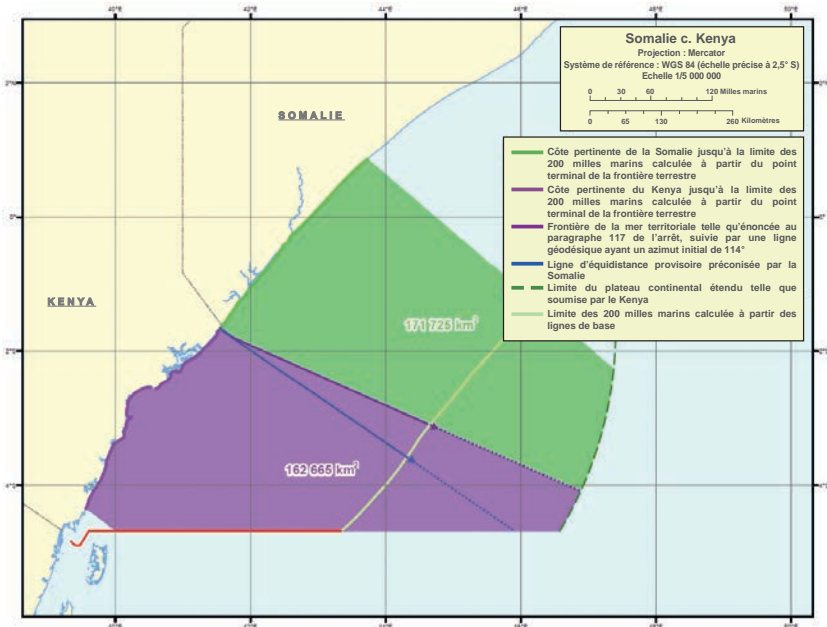 40°E
42°E
44°E
46°E
48°E
50°E
Somalie c. Kenya
Projection : Mercator
Système de référence : WGS 84 (échelle précise à 2,5° S)
Echelle 1/5 000 000
0 30 60 120 Milles marins
0 65 130 260 Kilomètres
SOMALIE
Côte pertinente de la Somalie jusqu'à la limite des
200 milles marins calculée à partir du point
terminal de la frontière terrestre
Côte pertinente du Kenya jusqu'à la limite des
200 milles marins calculée à partir du point
terminal de la frontière terrestre
Frontière de la mer territoriale telle qu'énoncée au
paragraphe 117 de l'arrêt, suivie par une ligne
géodésique ayant un azimut initial de 114°
Ligne d'équidistance provisoire préconisée par la
Somalie
Limite du plateau continental étendu telle que
soumise par le Kenya
Limite des 200 milles marins calculée à partir des
lignes de base
KENYA
171 725 km²
162 665 km²